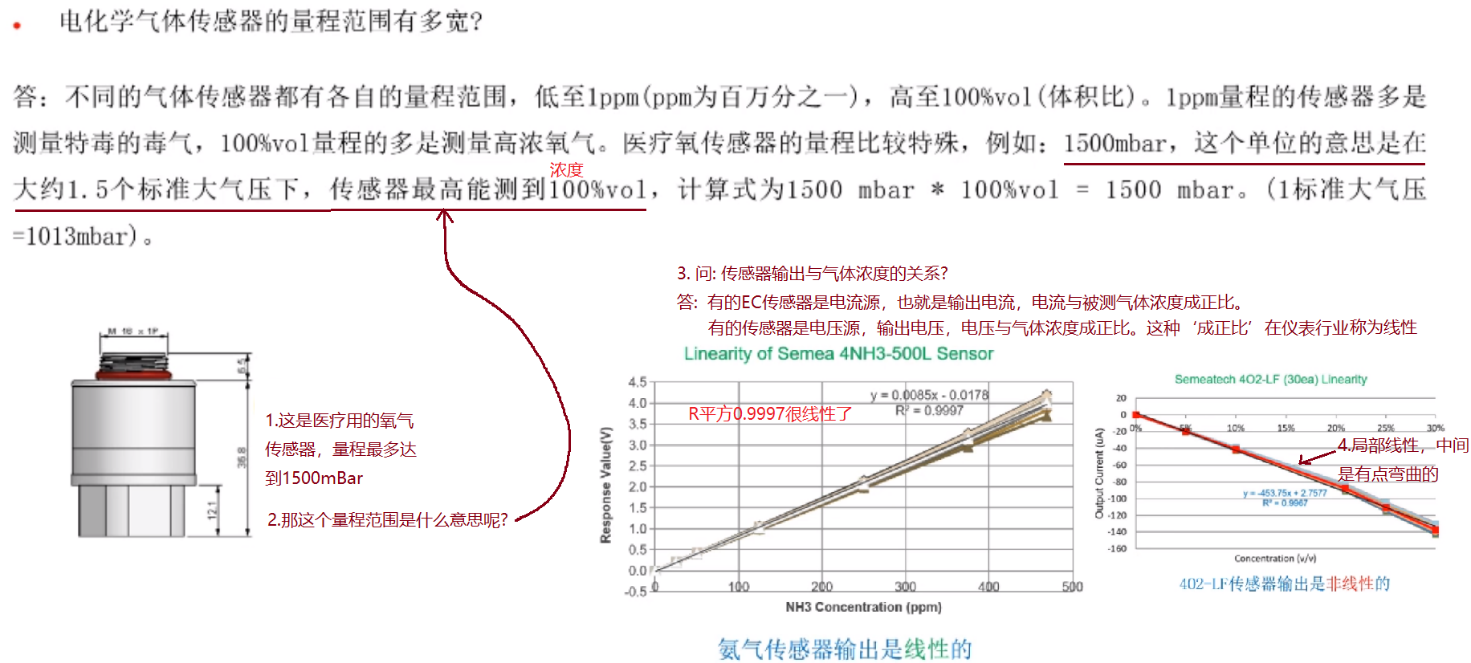 • 电化学气体传感器的量程范围有多宽?
答: 不同的气体传感器都有各自的量程范围，低至1ppm(ppm为百万分之一)，高至100%vol(体积比)。1ppm量程的传感器多是
测量特毒的毒气，100%vol量程的多是测量高浓氧气。医疗氧传感器的量程比较特殊，例如: 1500mbar，这个单位的意思是在
浓度
大约1.5个标准大气压下，传感器最高能测到100%vol，计算式为1500 mbar * 100%vol = 1500 mbar。(1标准大气压
=1013mbar)。
3. 问: 传感器输出与气体浓度的关系?
答: 有的EC传感器是电流源，也就是输出电流，电流与被测气体浓度成正比。
有的传感器是电压源，输出电压，电压与气体浓度成正比。这种‘成正比’在仪表行业称为线性
M 16 x 1P
6.5
36.8
12.1
1.这是医疗用的氧气
传感器，量程最多达
到1500mBar
2.那这个量程范围是什么意思呢?
Linearity of Semea 4NH3-500L Sensor
y = 0.0085x - 0.0178
R² = 0.9997
R平方0.9997很线性了
Response Value(V)
4.5
4.0
3.5
3.0
2.5
2.0
1.5
1.0
0.5
0.0
-0.5
0 100 200 300 400 500
NH3 Concentration (ppm)
氨气传感器输出是线性的
Semeatech 4O2-LF (30ea) Linearity
Output Current (uA)
20
0
-20
-40
-60
-80
-100
-120
-140
-160
0% 5% 10% 15% 20% 25% 30%
4.局部线性，中间
是有点弯曲的
y = -453.75x + 2.7577
R² = 0.9967
Concentration (v/v)
4O2-LF传感器输出是非线性的